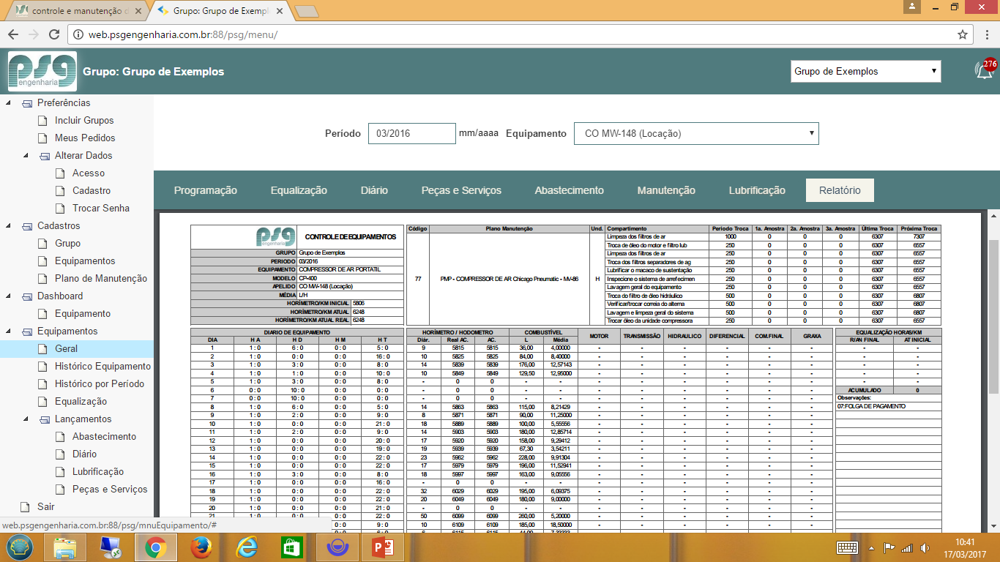 controle e manutenção d
Grupo: Grupo de Exempl
web.psgengenharia.com.br:88/psg/menu/
psg
engenharia
Grupo: Grupo de Exemplos
Grupo de Exemplos
276
Preferências
Incluir Grupos
Meus Pedidos
Alterar Dados
Acesso
Cadastro
Trocar Senha
Cadastros
Grupo
Equipamentos
Plano de Manutenção
Dashboard
Equipamento
Equipamentos
Geral
Histórico Equipamento
Histórico por Período
Equalização
Lançamentos
Abastecimento
Diário
Lubrificação
Peças e Serviços
Sair
Período 03/2016 mm/aaaa Equipamento CO MW-148 (Locação)
Programação Equalização Diário Peças e Serviços Abastecimento Manutenção Lubrificação Relatório
psg engenharia CONTROLE DE EQUIPAMENTOS
GRUPO Grupo de Exemplos
PERIODO 03/2016
EQUIPAMENTO COMPRESSOR DE AR PORTATIL
MODELO CP-400
APELIDO CO MW-148 (Locação)
MÉDIA L/H
HORÍMETRO/KM INICIAL 5806
HORÍMETRO/KM ATUAL 6248
HORÍMETRO/KM ATUAL REAL 6248
Código Plano Manutenção Und. Compartimento Periodo Troca 1a. Amostra 2a. Amostra 3a. Amostra Última Troca Próxima Troca
77 PMP - COMPRESSOR DE AR Chicago Pneumatic - MW-86 H
Limpeza dos filtros de ar 1000 0 0 0 6307 7307
Troca de óleo do motor e filtro lub 250 0 0 0 6307 6557
Limpeza dos filtros de ar 250 0 0 0 6307 6557
Troca dos filtros separadores de ag 250 0 0 0 6307 6557
Lubrificar o macaco de sustentação 250 0 0 0 6307 6557
Inspecione o sistema de arrefecimen 250 0 0 0 6307 6557
Lavagem geral do equipamento 250 0 0 0 6307 6557
Troca do filtro de óleo hidráulico 500 0 0 0 6307 6807
Verificar/trocar correia do alterna 500 0 0 0 6307 6807
Lavagem e limpeza geral do sistema 500 0 0 0 6307 6807
Trocar óleo da unidade compressora 250 0 0 0 6307 6557
DIARIO DE EQUIPAMENTO HORÍMETRO / HODOMETRO COMBUSTÍVEL MOTOR TRANSMISSÃO HIDRAULICO DIFERENCIAL COM.FINAL GRAXA EQUALIZAÇÃO HORAS/KM
DIA H A H D H M H T Diár. Real AC. AC. L Média R/AN FINAL AT INICIAL
1 1 : 0 6 : 0 0 : 0 5 : 0 9 5815 5815 36,00 4,00000 - - - - - - - -
2 1 : 0 0 : 0 0 : 0 16 : 0 10 5825 5825 84,00 8,40000 - - - - - - - -
3 1 : 0 3 : 0 0 : 0 8 : 0 14 5839 5839 176,00 12,57143 - - - - - - - -
4 1 : 0 1 : 0 0 : 0 10 : 0 10 5849 5849 129,50 12,95000 - - - - - - - -
5 1 : 0 3 : 0 0 : 0 8 : 0 - 0 0 - - - - - - - - - -
6 0 : 0 10 : 0 0 : 0 0 : 0 - 0 0 - - - - - - - - ACUMULADO 0
7 0 : 0 10 : 0 0 : 0 0 : 0 - 0 0 - - - - - - - - Observações:
8 1 : 0 6 : 0 0 : 0 5 : 0 14 5863 5863 115,00 8,21429 - - - - - - 07:FOLGA DE PAGAMENTO
9 1 : 0 2 : 0 0 : 0 9 : 0 8 5871 5871 90,00 11,25000 - - - - - -
10 1 : 0 0 : 0 0 : 0 21 : 0 18 5889 5889 100,00 5,55556 - - - - - -
11 1 : 0 2 : 0 0 : 0 9 : 0 14 5903 5903 180,00 12,85714 - - - - - -
12 1 : 0 0 : 0 0 : 0 20 : 0 17 5920 5920 158,00 9,29412 - - - - - -
13 1 : 0 0 : 0 0 : 0 19 : 0 19 5939 5939 67,30 3,54211 - - - - - -
14 1 : 0 0 : 0 0 : 0 22 : 0 23 5962 5962 228,00 9,91304 - - - - - -
15 1 : 0 0 : 0 0 : 0 22 : 0 17 5979 5979 196,00 11,52941 - - - - - -
16 1 : 0 3 : 0 0 : 0 8 : 0 18 5997 5997 163,00 9,05556 - - - - - -
17 1 : 0 0 : 0 0 : 0 16 : 0 - 0 0 - - - - - - - -
18 1 : 0 0 : 0 0 : 0 22 : 0 32 6029 6029 195,00 6,09375 - - - - - -
19 1 : 0 0 : 0 0 : 0 22 : 0 20 6049 6049 180,00 9,00000 - - - - - -
20 1 : 0 0 : 0 0 : 0 21 : 0 - 0 0 - - - - - - - -
21 1 : 0 0 : 0 0 : 0 22 : 0 50 6099 6099 260,00 5,20000 - - - - - -
0 : 0 9 : 0 10 6109 6109 185,00 18,50000 - - - - - -
web.psgengenharia.com.br:88/psg/mnuEquipamento/#
10:41
17/03/2017